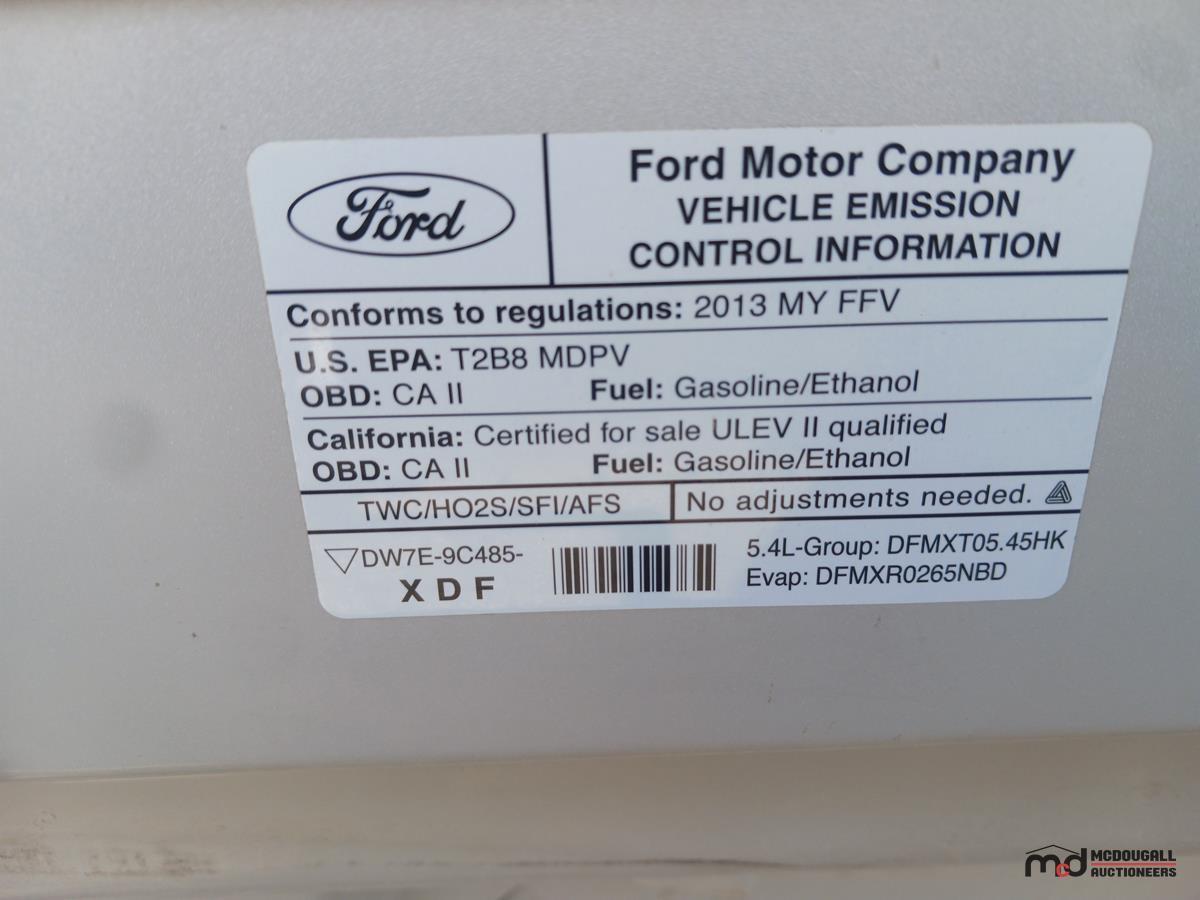 Ford
Ford Motor Company
VEHICLE EMISSION
CONTROL INFORMATION
Conforms to regulations: 2013 MY FFV
U.S. EPA: T2B8 MDPV
OBD: CA II Fuel: Gasoline/Ethanol
California: Certified for sale ULEV II qualified
OBD: CA II Fuel: Gasoline/Ethanol
TWC/HO2S/SFI/AFS No adjustments needed.
DW7E-9C485-
XDF
5.4L-Group: DFMXT05.45HK
Evap: DFMXR0265NBD
mcd MCDOUGALL
AUCTIONEERS